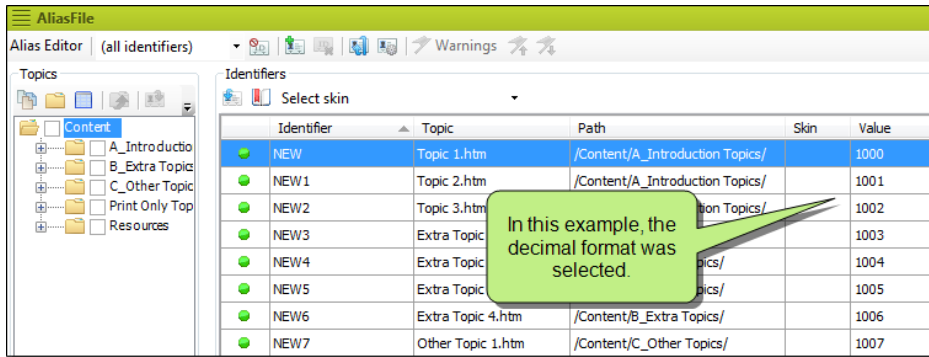 AliasFile
Alias Editor (all identifiers) Warnings
Topics
Identifiers
Select skin
Content
A_Introductio
B_Extra Topics
C_Other Topic
Print Only Top
Resources
Identifier Topic Path Skin Value
NEW Topic 1.htm /Content/A_Introduction Topics/ 1000
NEW1 Topic 2.htm /Content/A_Introduction Topics/ 1001
NEW2 Topic 3.htm tion Topics/ 1002
NEW3 Extra Topic 1003
NEW4 Extra Topic pics/ 1004
NEW5 Extra Topic pics/ 1005
NEW6 Extra Topic 4.htm /Content/B_Extra Topics/ 1006
NEW7 Other Topic 1.htm /Content/C_Other Topics/ 1007
In this example, the
decimal format was
selected.